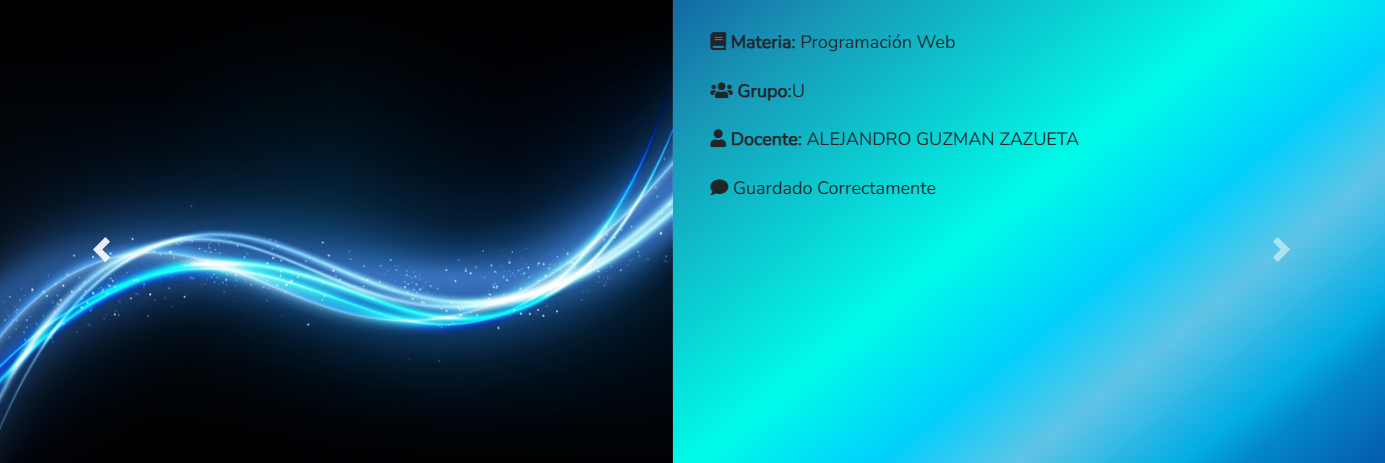 Materia: Programación Web
Grupo:U
Docente: ALEJANDRO GUZMAN ZAZUETA
Guardado Correctamente